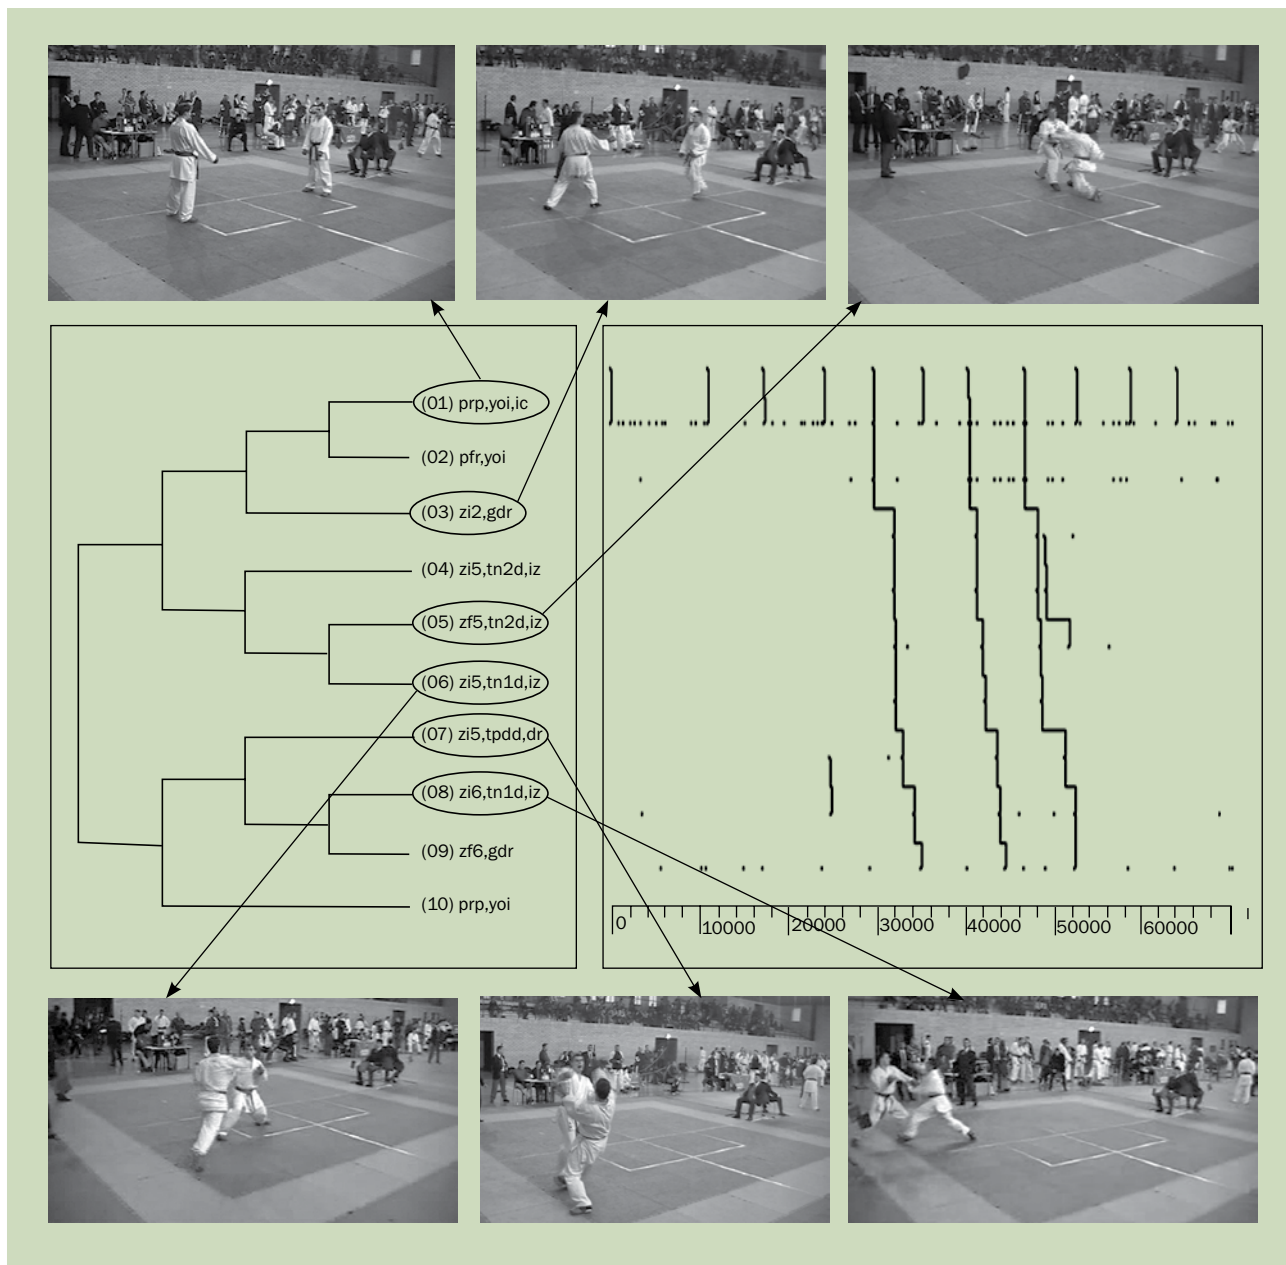 (01) prp,yoi,ic
(02) pfr,yoi
(03) zi2,gdr
(04) zi5,tn2d,iz
(05) zf5,tn2d,iz
(06) zi5,tn1d,iz
(07) zi5,tpdd,dr
(08) zi6,tn1d,iz
(09) zf6,gdr
(10) prp,yoi
0 10000 20000 30000 40000 50000 60000